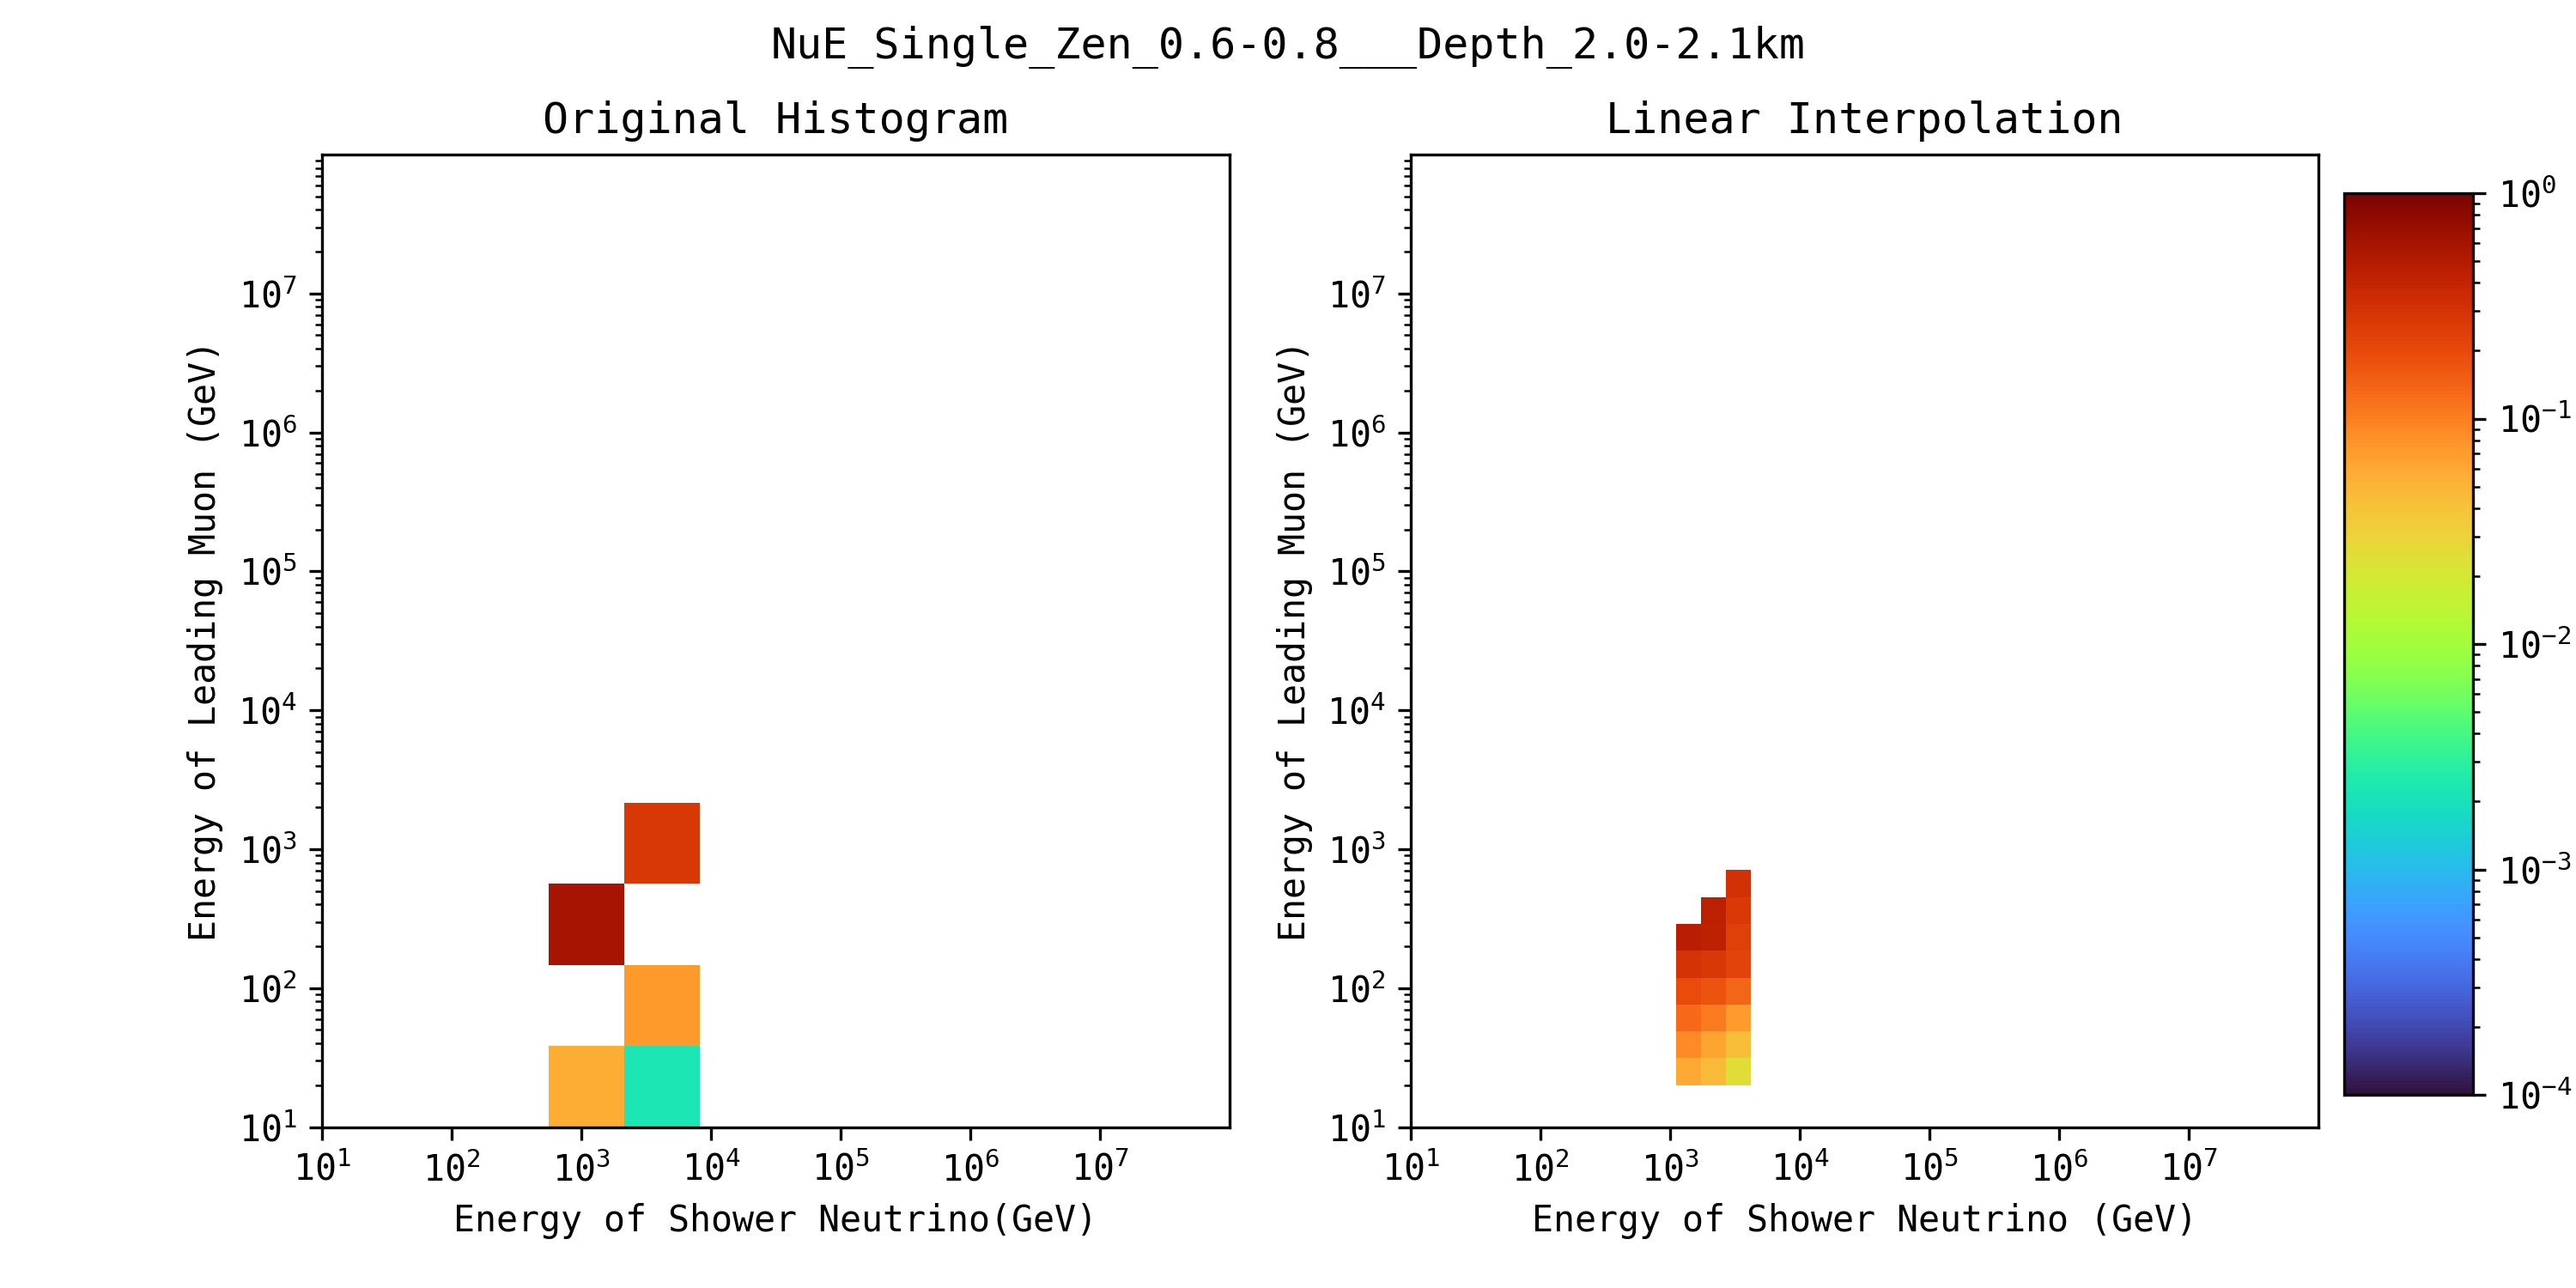 NuE_Single_Zen_0.6-0.8___Depth_2.0-2.1km
Original Histogram
Energy of Leading Muon (GeV)
10^7
10^6
10^5
10^4
10^3
10^2
10^1
10^1 10^2 10^3 10^4 10^5 10^6 10^7
Energy of Shower Neutrino(GeV)
Linear Interpolation
Energy of Leading Muon (GeV)
10^7
10^6
10^5
10^4
10^3
10^2
10^1
10^1 10^2 10^3 10^4 10^5 10^6 10^7
Energy of Shower Neutrino (GeV)
10^0
10^−1
10^−2
10^−3
10^−4